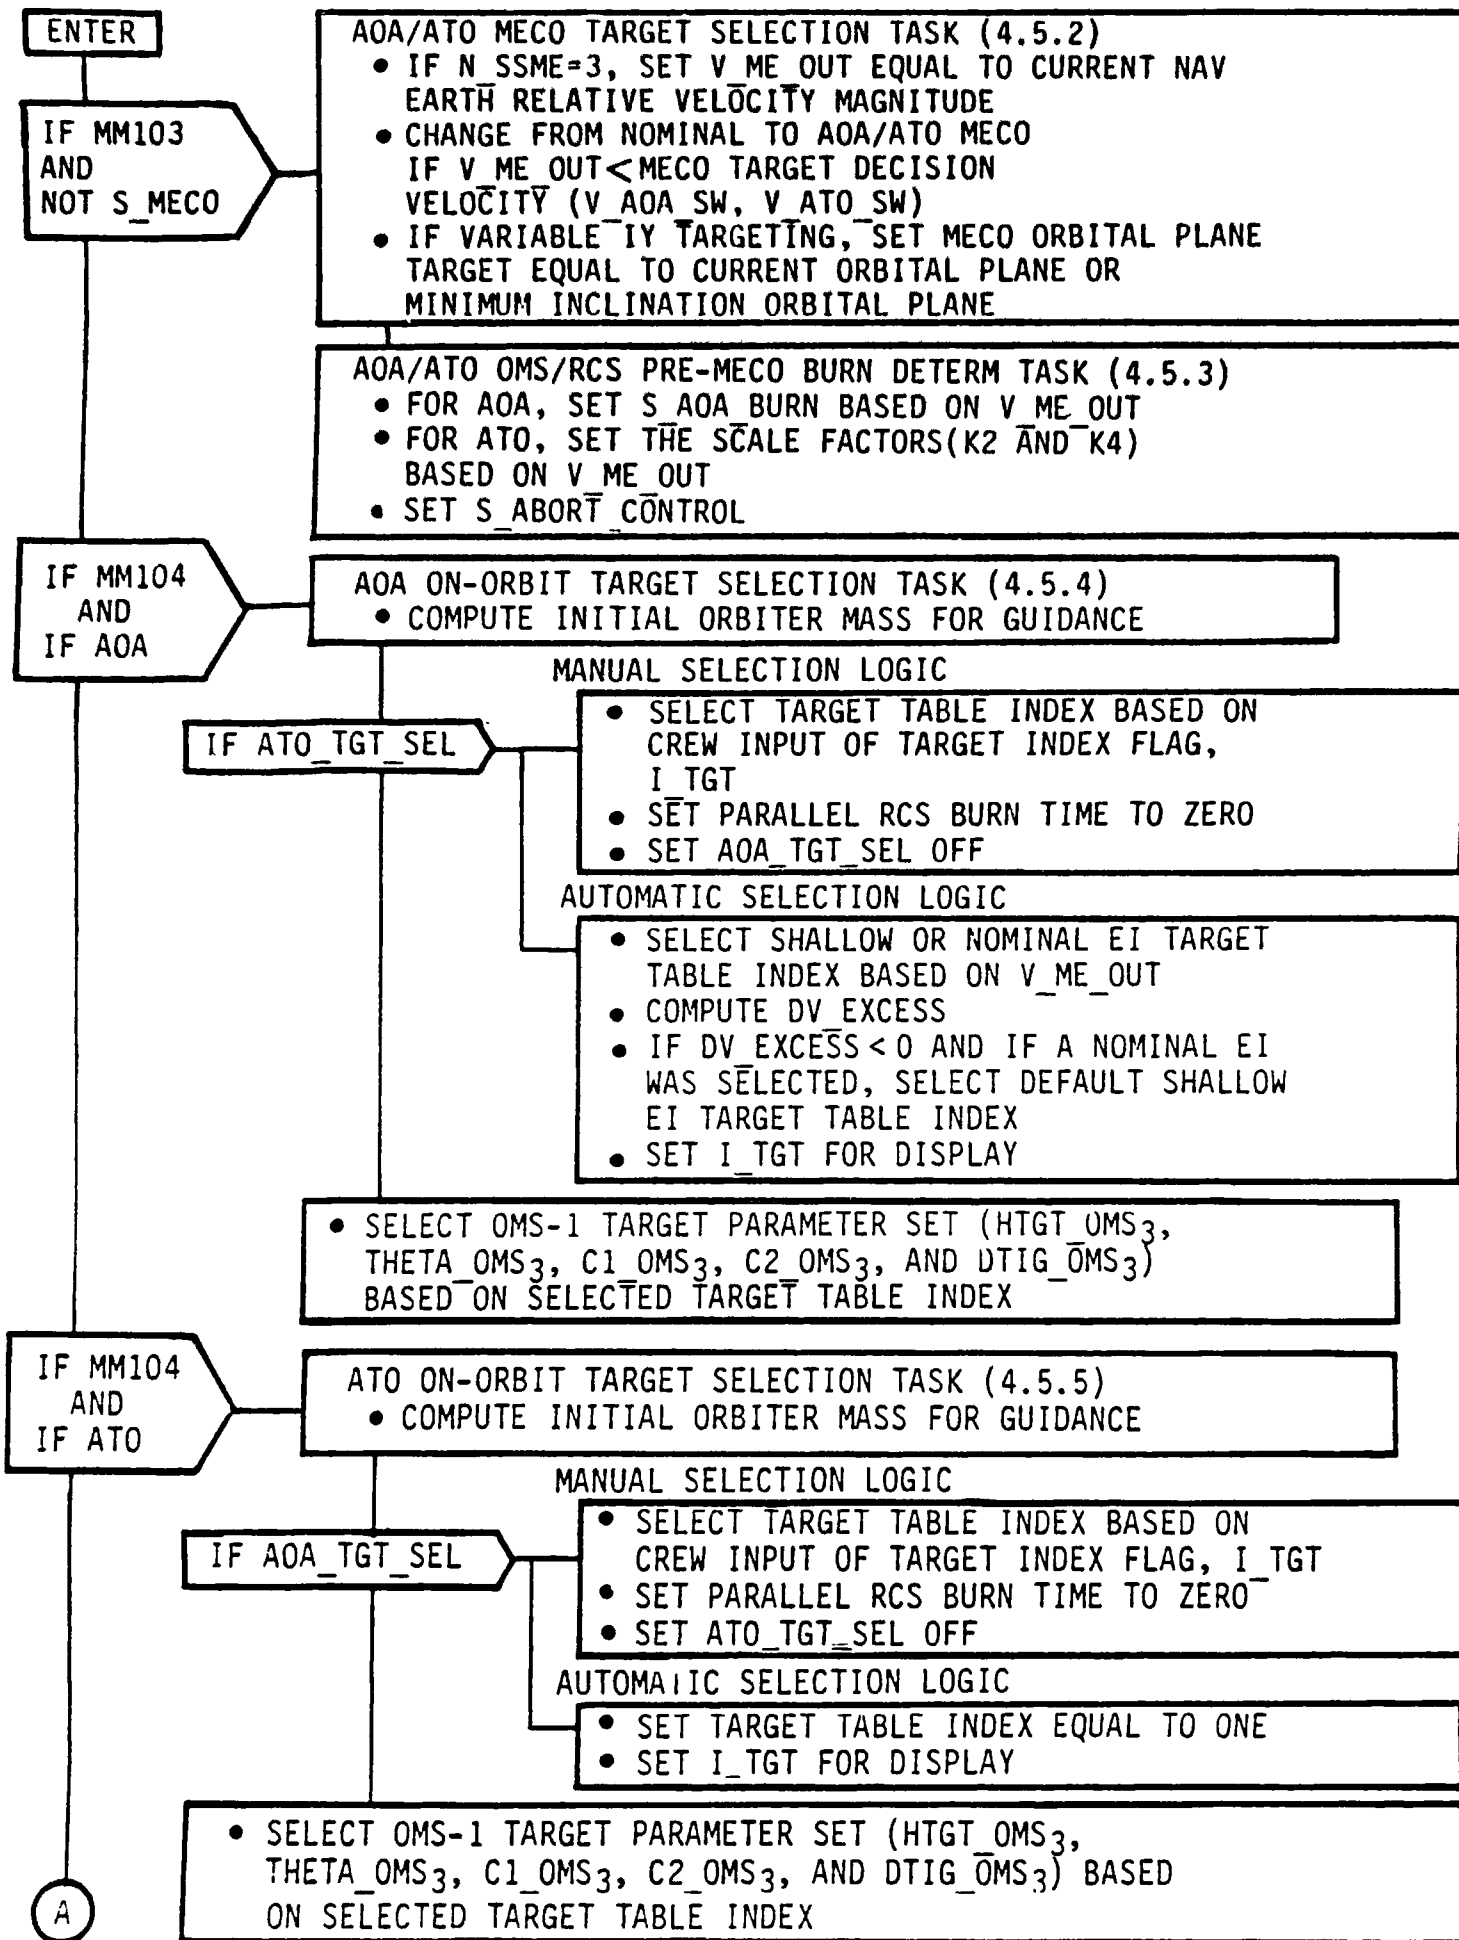 ENTER
AOA/ATO MECO TARGET SELECTION TASK (4.5.2)
• IF N_SSME=3, SET V_ME_OUT EQUAL TO CURRENT NAV
EARTH RELATIVE VELOCITY MAGNITUDE
• CHANGE FROM NOMINAL TO AOA/ATO MECO
IF V_ME_OUT<MECO TARGET DECISION
VELOCITY (V_AOA_SW, V_ATO_SW)
• IF VARIABLE IY TARGETING, SET MECO ORBITAL PLANE
TARGET EQUAL TO CURRENT ORBITAL PLANE OR
MINIMUM INCLINATION ORBITAL PLANE
IF MM103
AND
NOT S_MECO
AOA/ATO OMS/RCS PRE-MECO BURN DETERM TASK (4.5.3)
• FOR AOA, SET S_AOA_BURN BASED ON V_ME_OUT
• FOR ATO, SET THE SCALE FACTORS(K2 AND K4)
BASED ON V_ME_OUT
• SET S_ABORT_CONTROL
IF MM104
AND
IF AOA
AOA ON-ORBIT TARGET SELECTION TASK (4.5.4)
• COMPUTE INITIAL ORBITER MASS FOR GUIDANCE
MANUAL SELECTION LOGIC
IF ATO_TGT_SEL
• SELECT TARGET TABLE INDEX BASED ON
CREW INPUT OF TARGET INDEX FLAG,
I_TGT
• SET PARALLEL RCS BURN TIME TO ZERO
• SET AOA_TGT_SEL OFF
AUTOMATIC SELECTION LOGIC
• SELECT SHALLOW OR NOMINAL EI TARGET
TABLE INDEX BASED ON V_ME_OUT
• COMPUTE DV_EXCESS
• IF DV_EXCESS < 0 AND IF A NOMINAL EI
WAS SELECTED, SELECT DEFAULT SHALLOW
EI TARGET TABLE INDEX
• SET I_TGT FOR DISPLAY
• SELECT OMS-1 TARGET PARAMETER SET (HTGT_OMS3,
THETA_OMS3, C1_OMS3, C2_OMS3, AND DTIG_OMS3)
BASED ON SELECTED TARGET TABLE INDEX
IF MM104
AND
IF ATO
ATO ON-ORBIT TARGET SELECTION TASK (4.5.5)
• COMPUTE INITIAL ORBITER MASS FOR GUIDANCE
MANUAL SELECTION LOGIC
IF AOA_TGT_SEL
• SELECT TARGET TABLE INDEX BASED ON
CREW INPUT OF TARGET INDEX FLAG, I_TGT
• SET PARALLEL RCS BURN TIME TO ZERO
• SET ATO_TGT_SEL OFF
AUTOMATIC SELECTION LOGIC
• SET TARGET TABLE INDEX EQUAL TO ONE
• SET I_TGT FOR DISPLAY
• SELECT OMS-1 TARGET PARAMETER SET (HTGT_OMS3,
THETA_OMS3, C1_OMS3, C2_OMS3, AND DTIG_OMS3) BASED
ON SELECTED TARGET TABLE INDEX
A